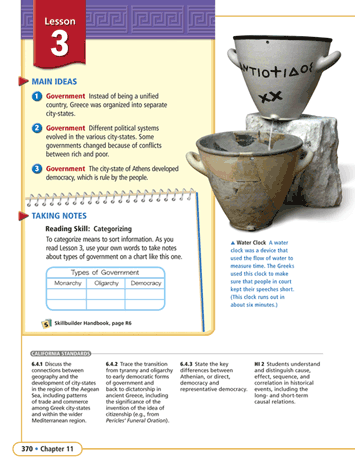 Lesson
3
MAIN IDEAS
1 Government Instead of being a unified
country, Greece was organized into separate
city-states.
2 Government Different political systems
evolved in the various city-states. Some
governments changed because of conflicts
between rich and poor.
3 Government The city-state of Athens developed
democracy, which is rule by the people.
TAKING NOTES
Reading Skill: Categorizing
To categorize means to sort information. As you
read Lesson 3, use your own words to take notes
about types of government on a chart like this one.
Types of Government
Monarchy Oligarchy Democracy
Skillbuilder Handbook, page R6
ΑΝΤΙΟΤΙΔΟΣ
XX
▲ Water Clock A water
clock was a device that
used the flow of water to
measure time. The Greeks
used this clock to make
sure that people in court
kept their speeches short.
(This clock runs out in
about six minutes.)
CALIFORNIA STANDARDS
6.4.1 Discuss the
connections between
geography and the
development of city-states
in the region of the Aegean
Sea, including patterns
of trade and commerce
among Greek city-states
and within the wider
Mediterranean region.
6.4.2 Trace the transition
from tyranny and oligarchy
to early democratic forms
of government and
back to dictatorship in
ancient Greece, including
the significance of the
invention of the idea of
citizenship (e.g., from
Pericles' Funeral Oration).
6.4.3 State the key
differences between
Athenian, or direct,
democracy and
representative democracy.
HI 2 Students understand
and distinguish cause,
effect, sequence, and
correlation in historical
events, including the
long- and short-term
causal relations.
370 • Chapter 11